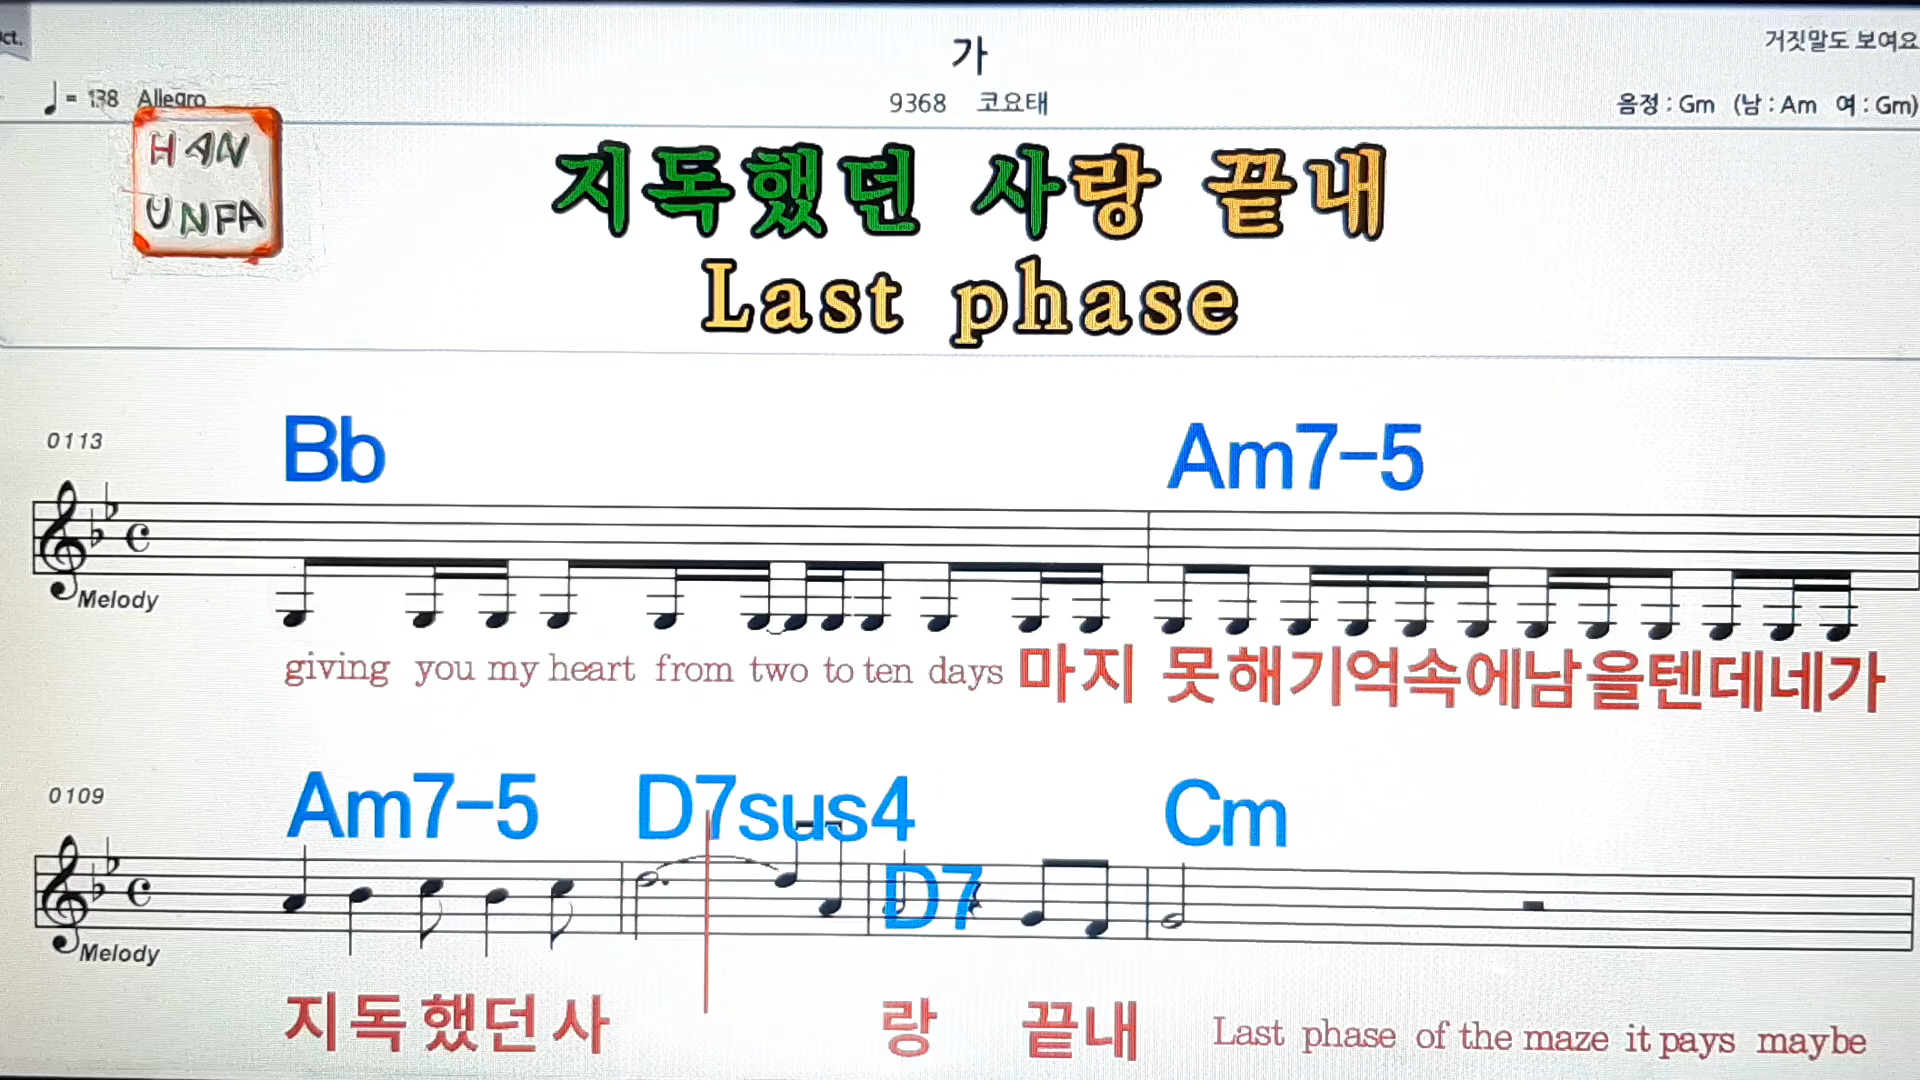 가
거짓말도 보여요
♩= 138 Allegro
9368 코요태
음정 : Gm (남 : Am 여 : Gm)
HAN
UNFA
지독했던 사랑 끝내
Last phase
0113
Bb Am7-5
Melody
giving you my heart from two to ten days 마지 못해기억속에남을텐데네가
0109
Am7-5 D7sus4 D7 Cm
Melody
지독했던사 랑 끝내 Last phase of the maze it pays maybe